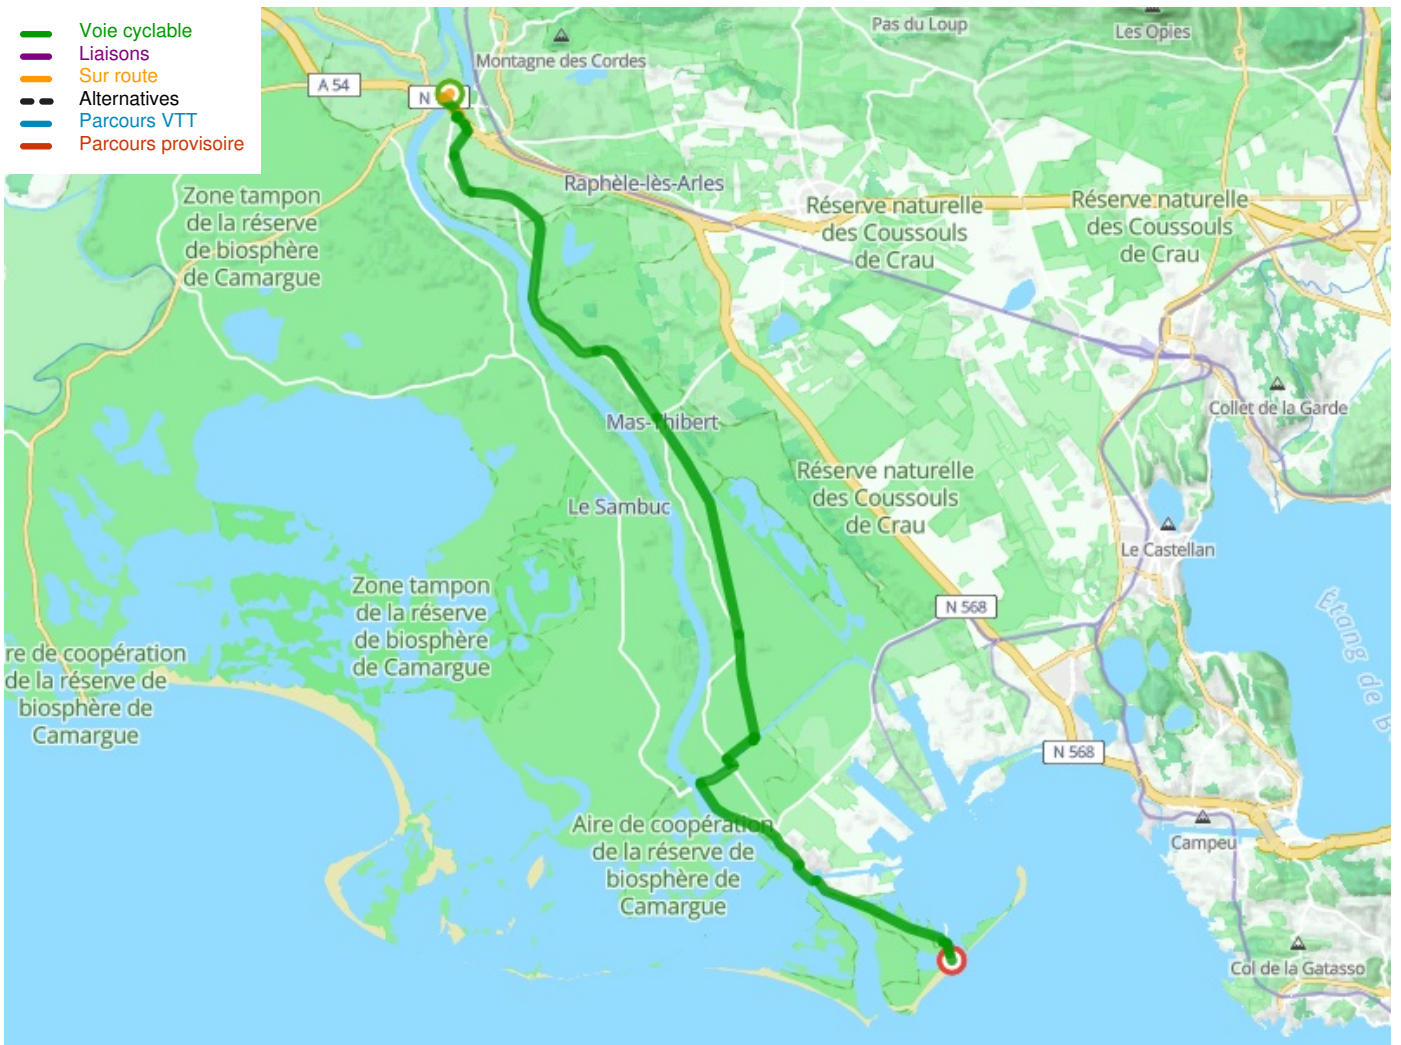 Voie cyclable
Liaisons
Sur route
Alternatives
Parcours VTT
Parcours provisoire
Pas du Loup
Les Opies
Montagne des Cordes
A 54
N
Raphèle-lès-Arles
Zone tampon
de la réserve
de biosphère
de Camargue
Réserve naturelle
des Coussouls
de Crau
Réserve naturelle
des Coussouls
de Crau
Collet de la Garde
Mas-Thibert
Réserve naturelle
des Coussouls
de Crau
Le Sambuc
Le Castellan
Zone tampon
de la réserve
de biosphère
de Camargue
N 568
Étang de B
re de coopération
de la réserve de
biosphère de
Camargue
N 568
Aire de coopération
de la réserve de
biosphère de
Camargue
Campeu
Col de la Gatasso